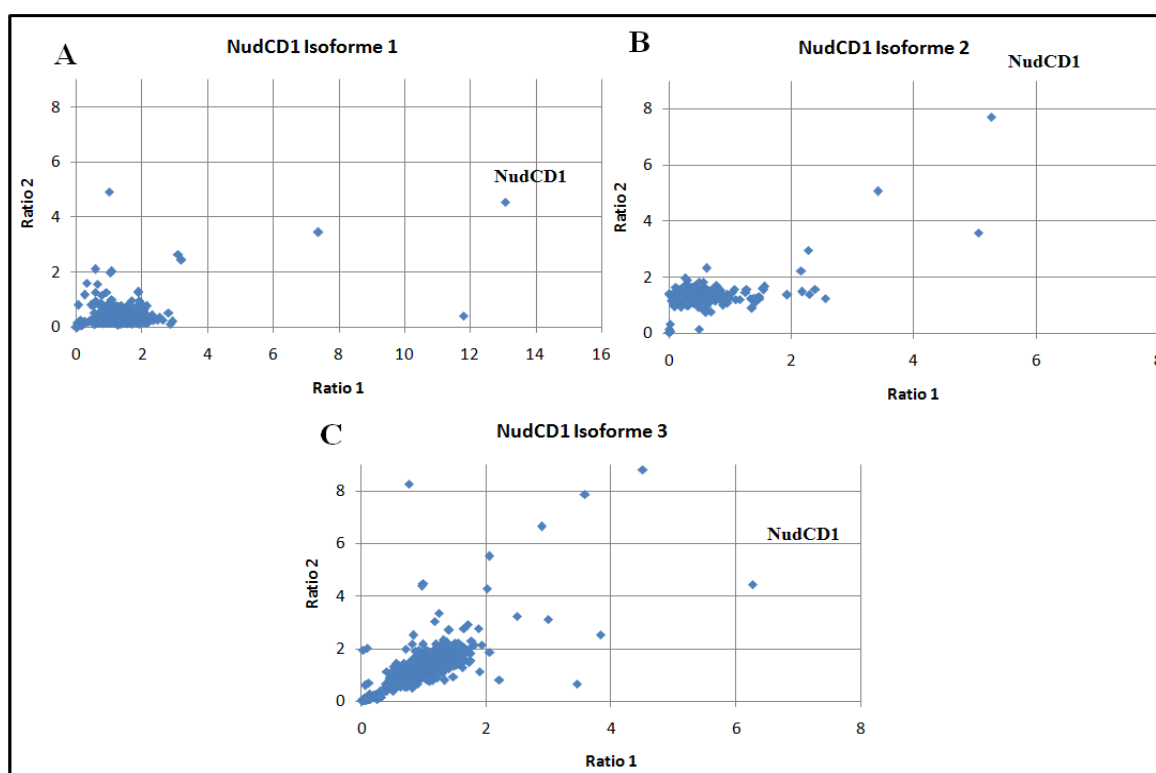 A
NudCD1 Isoforme 1
8
6
4
2
0
Ratio 2
NudCD1
0 2 4 6 8 10 12 14 16
Ratio 1
B
NudCD1 Isoforme 2
NudCD1
8
6
4
2
0
Ratio 2
0 2 4 6 8
Ratio 1
C
NudCD1 Isoforme 3
8
6
4
2
0
Ratio 2
NudCD1
0 2 4 6 8
Ratio 1